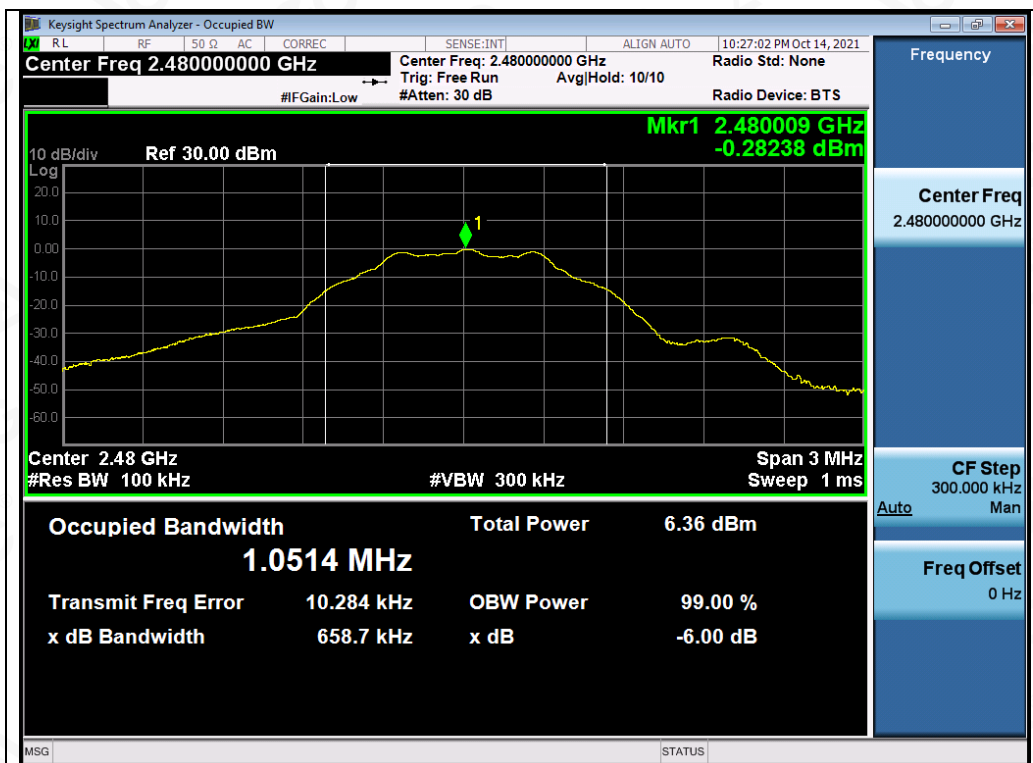 Keysight Spectrum Analyzer - Occupied BW
LXI RL RF 50 Ω AC CORREC SENSE:INT ALIGN AUTO 10:27:02 PM Oct 14, 2021
Center Freq 2.480000000 GHz
Center Freq: 2.480000000 GHz
Radio Std: None
Trig: Free Run Avg|Hold: 10/10
#IFGain:Low
#Atten: 30 dB
Radio Device: BTS
Mkr1 2.480009 GHz
-0.28238 dBm
10 dB/div Ref 30.00 dBm
Log
20.0
10.0
0.00
-10.0
-20.0
-30.0
-40.0
-50.0
-60.0
1
Center 2.48 GHz
Span 3 MHz
#Res BW 100 kHz
#VBW 300 kHz
Sweep 1 ms
Occupied Bandwidth
1.0514 MHz
Total Power 6.36 dBm
Transmit Freq Error 10.284 kHz
OBW Power 99.00 %
x dB Bandwidth 658.7 kHz
x dB -6.00 dB
Frequency
Center Freq
2.480000000 GHz
CF Step
300.000 kHz
Auto Man
Freq Offset
0 Hz
MSG
STATUS